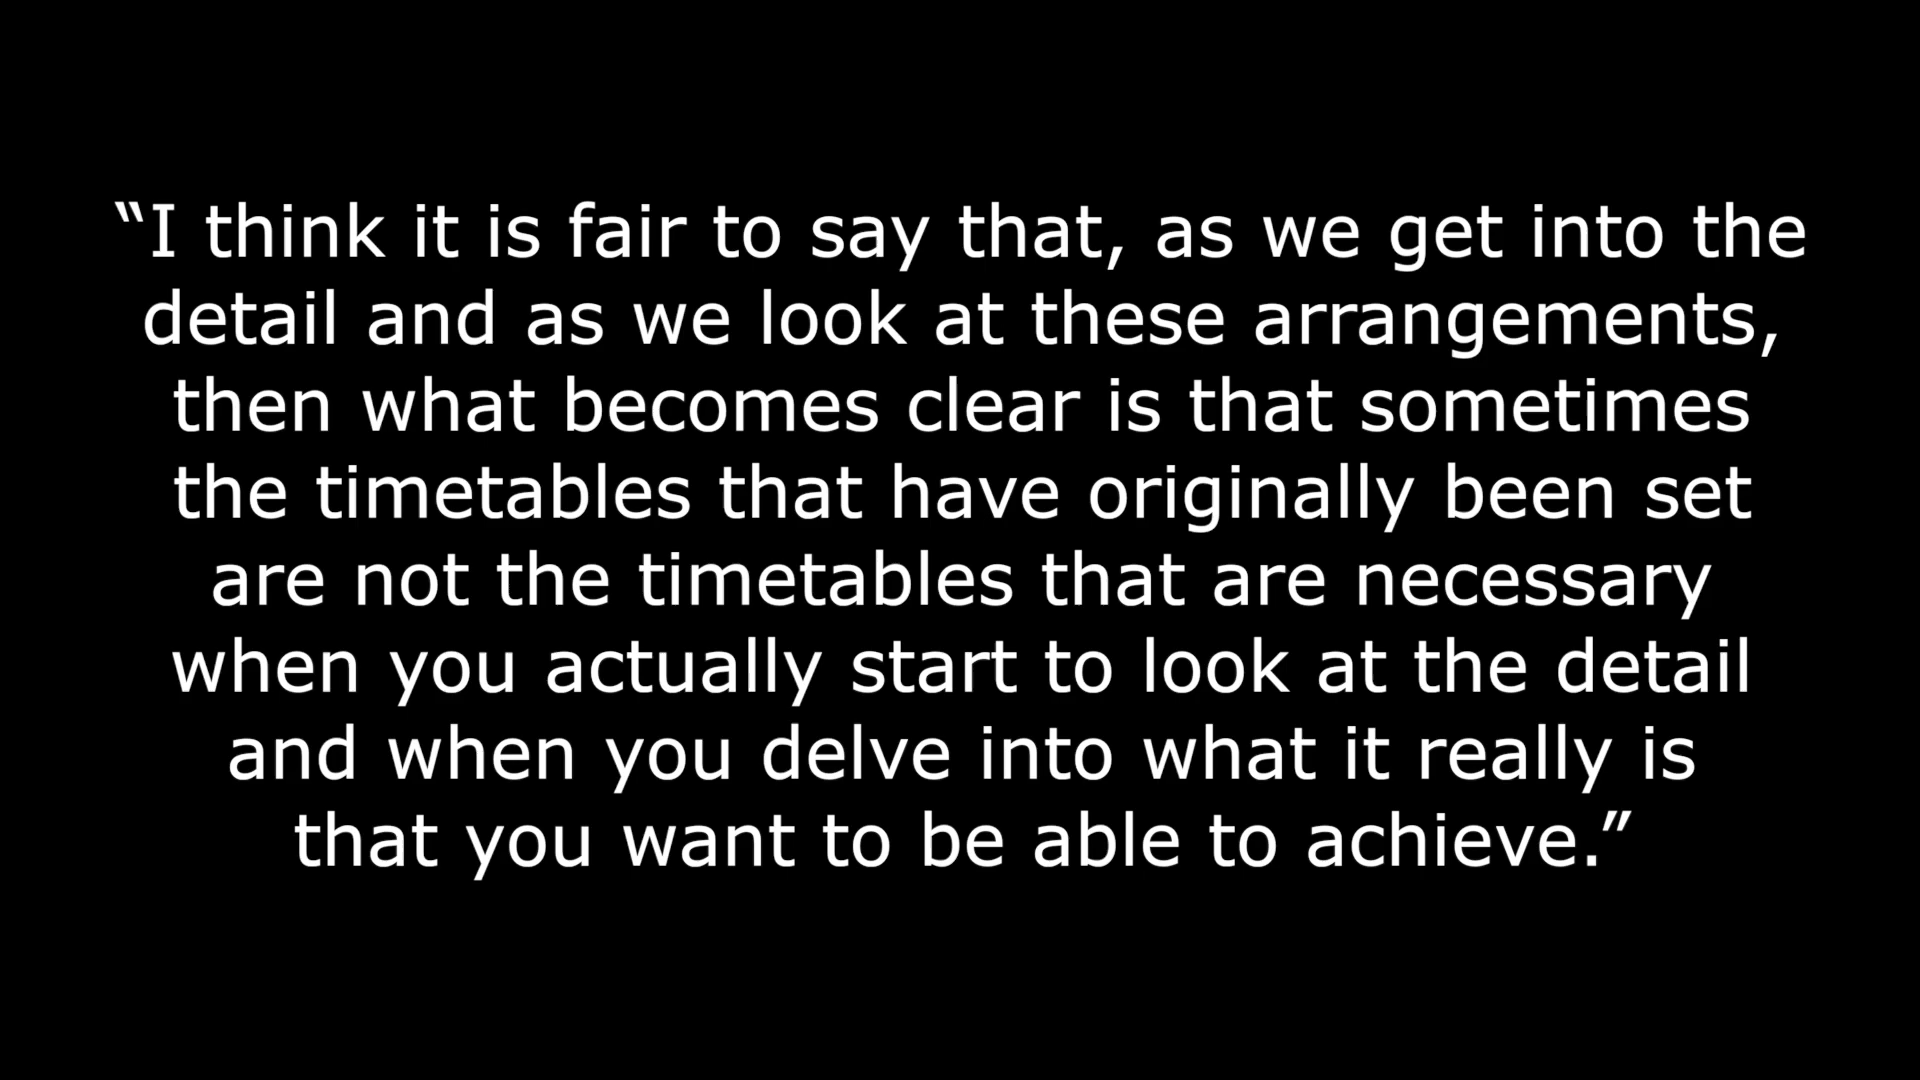 “I think it is fair to say that, as we get into the
detail and as we look at these arrangements,
then what becomes clear is that sometimes
the timetables that have originally been set
are not the timetables that are necessary
when you actually start to look at the detail
and when you delve into what it really is
that you want to be able to achieve.”